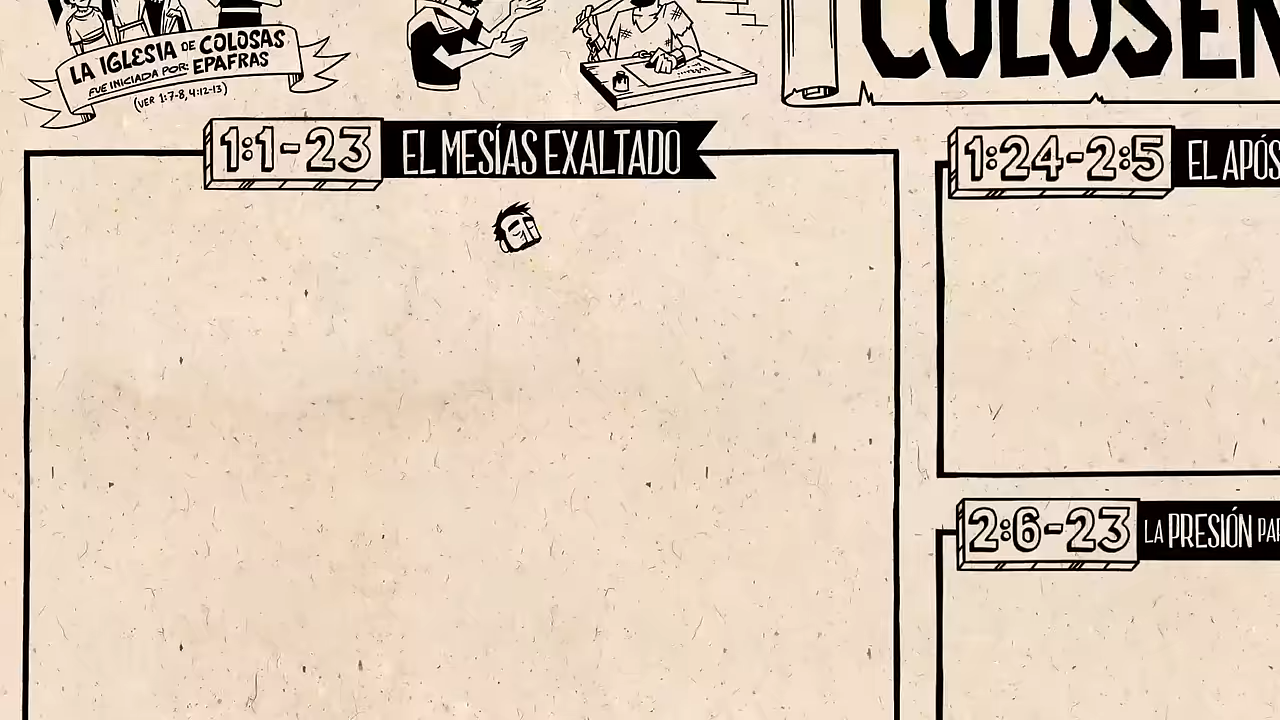 LA IGLESIA DE COLOSAS
FUE INICIADA POR: EPAFRAS
(VER 1:7-8, 4:12-13)
COLOSEN
1:1-23 EL MESÍAS EXALTADO
1:24-2:5 EL APÓS
2:6-23 LA PRESIÓN PAR